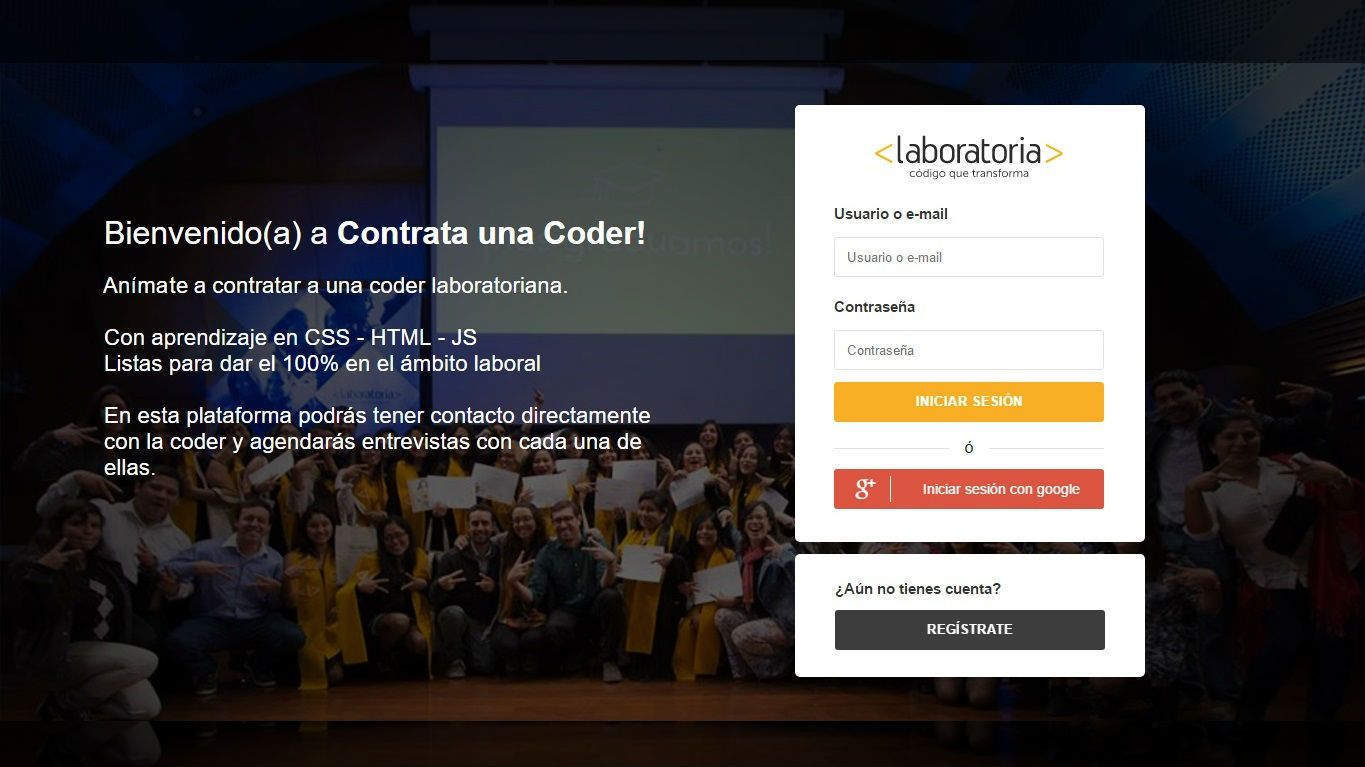 Bienvenido(a) a Contrata una Coder!
Anímate a contratar a una coder laboratoriana.
Con aprendizaje en CSS - HTML - JS
Listas para dar el 100% en el ámbito laboral
En esta plataforma podrás tener contacto directamente
con la coder y agendarás entrevistas con cada una de
ellas.
<laboratoria>
<laboratoria>
código que transforma
Usuario o e-mail
Usuario o e-mail
Contraseña
Contraseña
INICIAR SESIÓN
Ó
g+ Iniciar sesión con google
¿Aún no tienes cuenta?
REGÍSTRATE